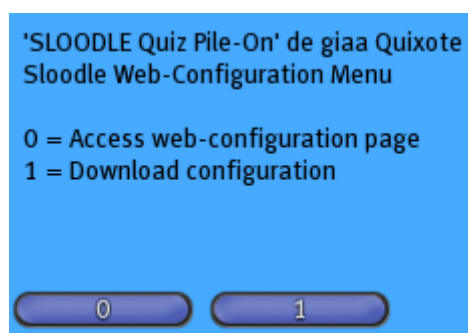 'SLOODLE Quiz Pile-On' de giaa Quixote
Sloodle Web-Configuration Menu
0 = Access web-configuration page
1 = Download configuration
0 1